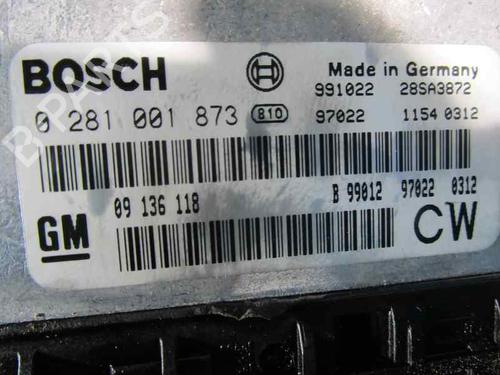 BOSCH
Made in Germany
991022 28SA3872
0 281 001 873 810 97022 1154 0312
09 136 118 B 99012 97022 0312
GM CW
B PARTS